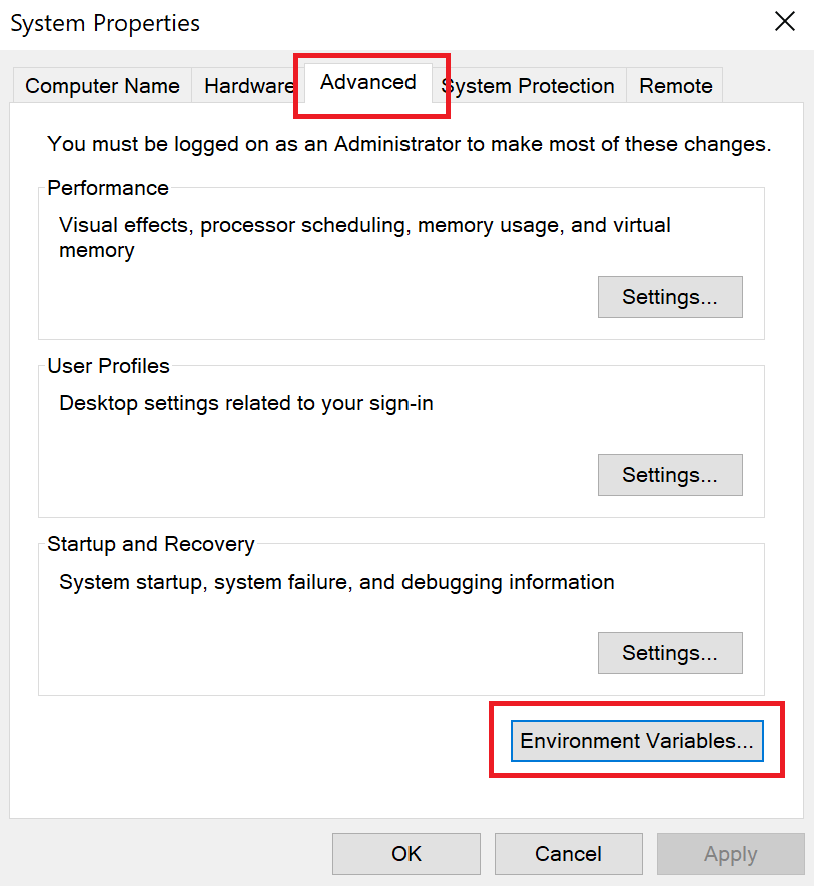 System Properties
Computer Name Hardware Advanced System Protection Remote
You must be logged on as an Administrator to make most of these changes.
Performance
Visual effects, processor scheduling, memory usage, and virtual
memory
Settings...
User Profiles
Desktop settings related to your sign-in
Settings...
Startup and Recovery
System startup, system failure, and debugging information
Settings...
Environment Variables...
OK Cancel Apply